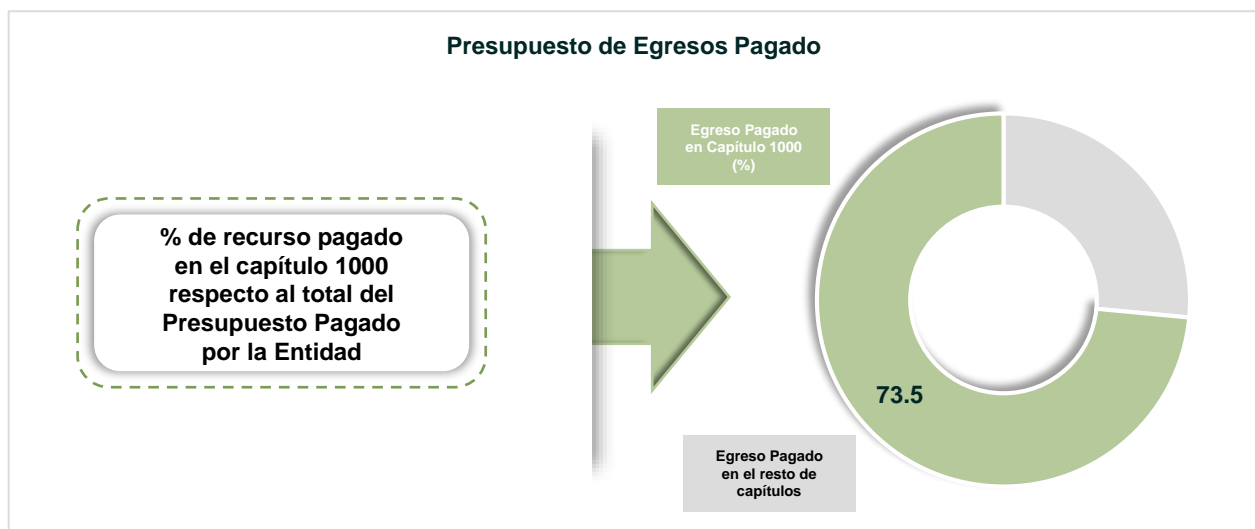 Presupuesto de Egresos Pagado
% de recurso pagado
en el capítulo 1000
respecto al total del
Presupuesto Pagado
por la Entidad
Egreso Pagado
en Capítulo 1000
(%)
73.5
Egreso Pagado
en el resto de
capítulos